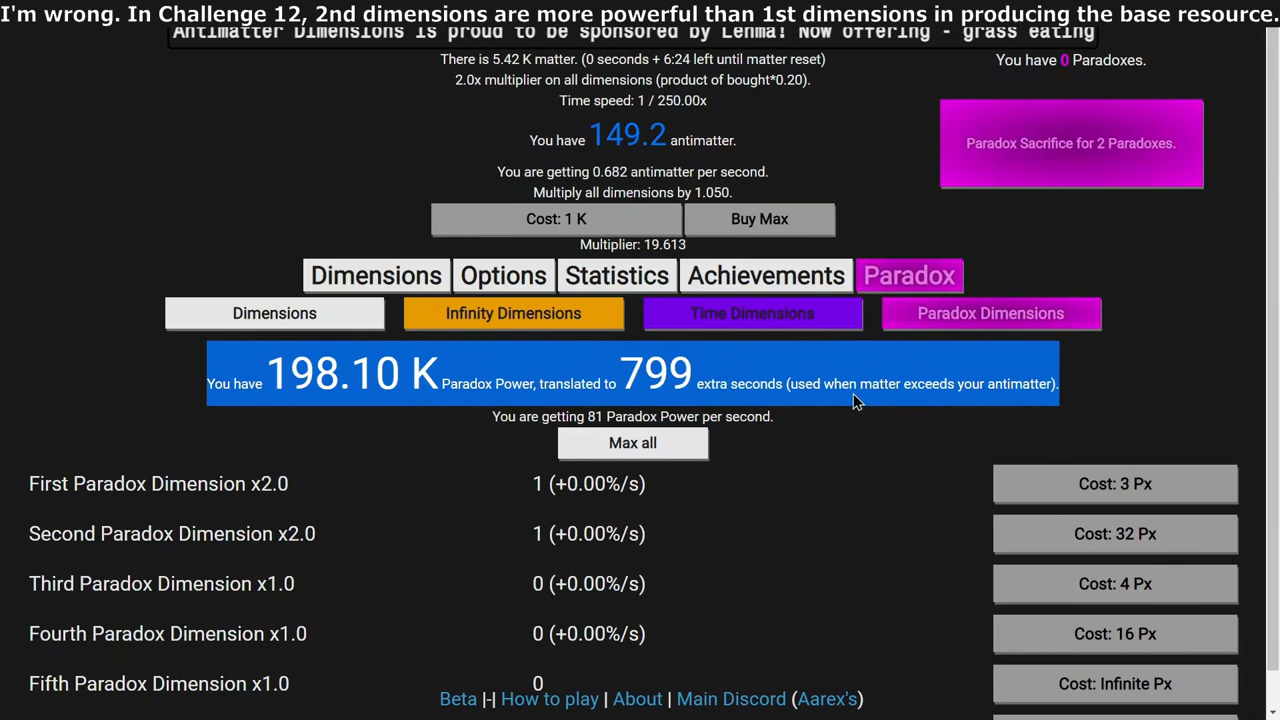 I'm wrong. In Challenge 12, 2nd dimensions are more powerful than 1st dimensions in producing the base resource.
Antimatter Dimensions is proud to be sponsored by Lenma! Now offering - grass eating
There is 5.42 K matter. (0 seconds + 6:24 left until matter reset)
You have 0 Paradoxes.
2.0x multiplier on all dimensions (product of bought*0.20).
Time speed: 1 / 250.00x
You have 149.2 antimatter.
Paradox Sacrifice for 2 Paradoxes.
You are getting 0.682 antimatter per second.
Multiply all dimensions by 1.050.
Cost: 1 K Buy Max
Multiplier: 19.613
Dimensions Options Statistics Achievements Paradox
Dimensions Infinity Dimensions Time Dimensions Paradox Dimensions
You have 198.10 K Paradox Power, translated to 799 extra seconds (used when matter exceeds your antimatter).
You are getting 81 Paradox Power per second.
Max all
First Paradox Dimension x2.0 1 (+0.00%/s) Cost: 3 Px
Second Paradox Dimension x2.0 1 (+0.00%/s) Cost: 32 Px
Third Paradox Dimension x1.0 0 (+0.00%/s) Cost: 4 Px
Fourth Paradox Dimension x1.0 0 (+0.00%/s) Cost: 16 Px
Fifth Paradox Dimension x1.0 0 Cost: Infinite Px
Beta |-| How to play | About | Main Discord (Aarex's)